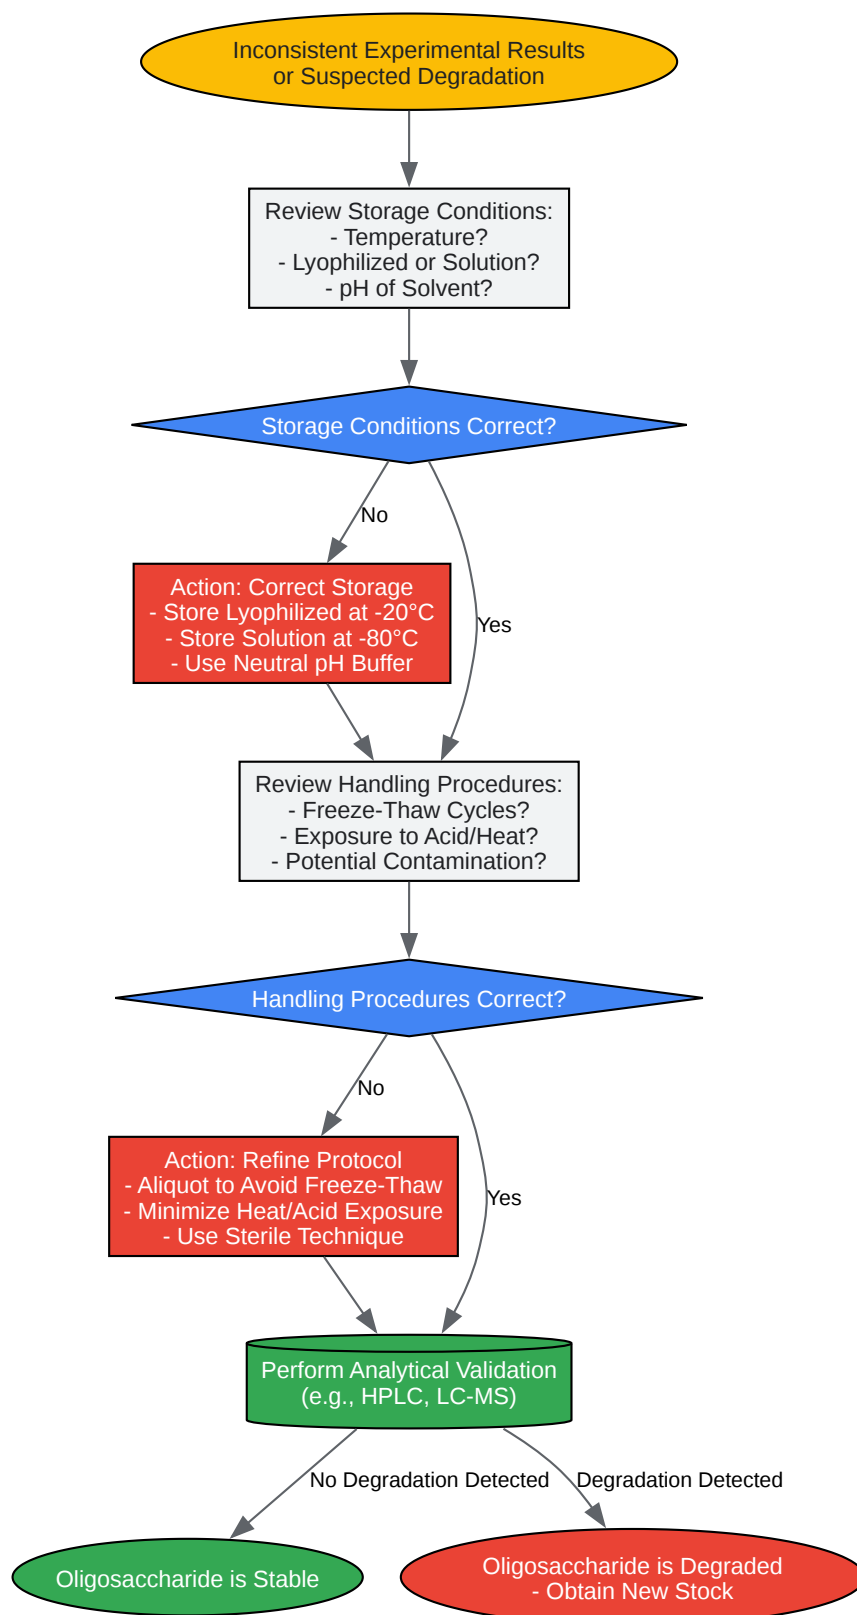 Inconsistent Experimental Results
or Suspected Degradation
Review Storage Conditions:
- Temperature?
- Lyophilized or Solution?
- pH of Solvent?
Storage Conditions Correct?
No
Action: Correct Storage
- Store Lyophilized at -20°C
- Store Solution at -80°C
- Use Neutral pH Buffer
Yes
Review Handling Procedures:
- Freeze-Thaw Cycles?
- Exposure to Acid/Heat?
- Potential Contamination?
Handling Procedures Correct?
No
Action: Refine Protocol
- Aliquot to Avoid Freeze-Thaw
- Minimize Heat/Acid Exposure
- Use Sterile Technique
Yes
Perform Analytical Validation
(e.g., HPLC, LC-MS)
No Degradation Detected
Degradation Detected
Oligosaccharide is Stable
Oligosaccharide is Degraded
- Obtain New Stock